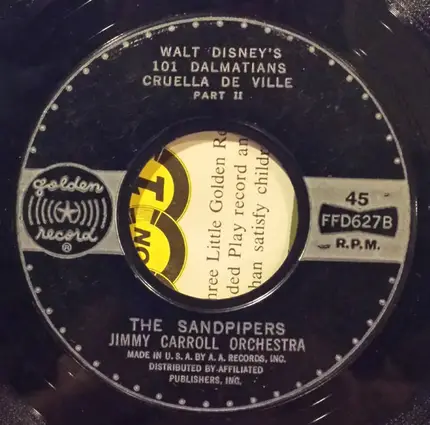 WALT DISNEY'S
101 DALMATIANS
CRUELLA DE VILLE
PART II
golden
record
®
45
FFD627B
R.P.M.
T
NO
hree Little Golden Re
ded Play record an
han satisfy childr
THE SANDPIPERS
JIMMY CARROLL ORCHESTRA
MADE IN U.S.A. BY A.A. RECORDS, INC.
DISTRIBUTED BY-AFFILIATED
PUBLISHERS, INC.